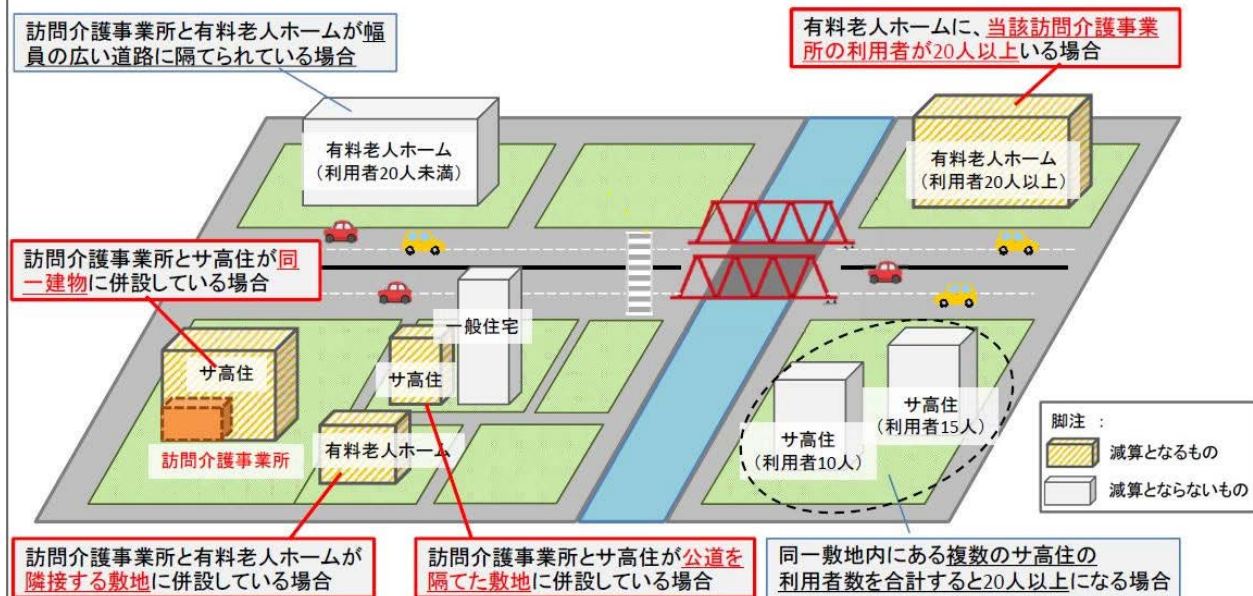 訪問介護事業所と有料老人ホームが幅
員の広い道路に隔てられている場合
有料老人ホームに、当該訪問介護事業
所の利用者が20人以上いる場合
有料老人ホーム
（利用者20人未満）
有料老人ホーム
（利用者20人以上）
訪問介護事業所とサ高住が同
一建物に併設している場合
一般住宅
サ高住
サ高住
訪問介護事業所
有料老人ホーム
サ高住
（利用者15人）
サ高住
（利用者10人）
脚注 ：
減算となるもの
減算とならないもの
訪問介護事業所と有料老人ホームが
隣接する敷地に併設している場合
訪問介護事業所とサ高住が公道を
隔てた敷地に併設している場合
同一敷地内にある複数のサ高住の
利用者数を合計すると20人以上になる場合